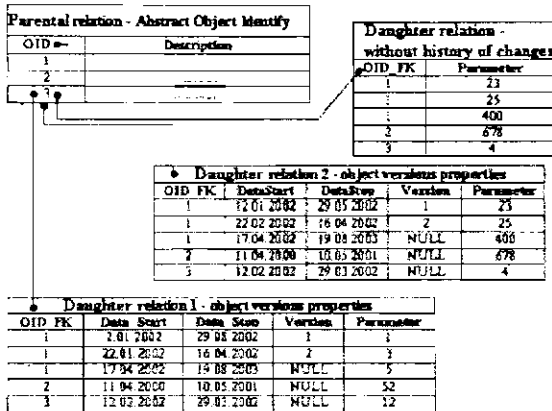 Parental relation - Abstract Object Identify
OID Description
1
2
3
Daughter relation -
without history of changes
OID_FK Parameter
1 23
1 25
1 400
2 678
3 4
Daughter relation 2 - object versions properties
OID FK DataStart DataStop Version Parameter
1 12.01.2002 29.05.2002 1 23
1 22.02.2002 16.04.2002 2 25
1 17.04.2002 19.08.2003 NULL 400
2 11.04.2000 10.05.2001 NULL 678
3 12.02.2002 29.03.2002 NULL 4
Daughter relation 1 - object versions properties
OID FK Data Start Data Stop Version Parameter
1 2.01.2002 29.08.2002 1 1
1 22.01.2002 16.04.2002 2 3
1 17.04.2002 19.08.2003 NULL 5
2 11.04.2000 10.05.2001 NULL 52
3 12.02.2002 29.03.2002 NULL 12